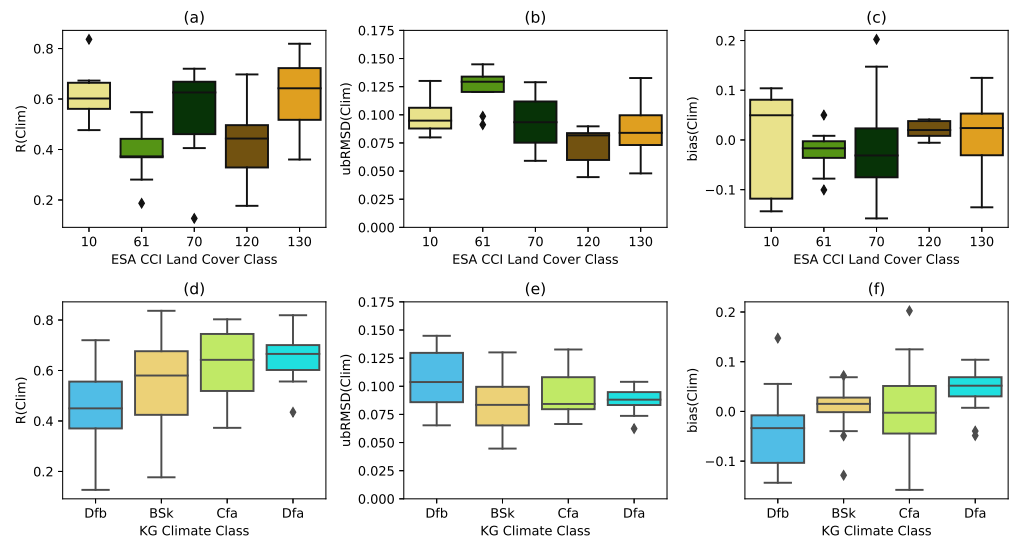 (a)
R(Clim)
0.8
0.6
0.4
0.2
10 61 70 120 130
ESA CCI Land Cover Class
(b)
ubRMSD(Clim)
0.175
0.150
0.125
0.100
0.075
0.050
0.025
0.000
10 61 70 120 130
ESA CCI Land Cover Class
(c)
bias(Clim)
0.2
0.1
0.0
−0.1
10 61 70 120 130
ESA CCI Land Cover Class
(d)
R(Clim)
0.8
0.6
0.4
0.2
Dfb BSk Cfa Dfa
KG Climate Class
(e)
ubRMSD(Clim)
0.175
0.150
0.125
0.100
0.075
0.050
0.025
0.000
Dfb BSk Cfa Dfa
KG Climate Class
(f)
bias(Clim)
0.2
0.1
0.0
−0.1
Dfb BSk Cfa Dfa
KG Climate Class